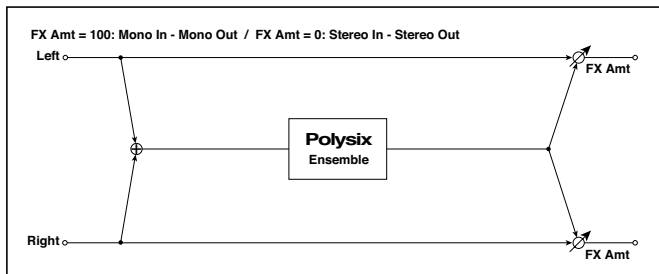 FX Amt = 100: Mono In - Mono Out / FX Amt = 0: Stereo In - Stereo Out
Left
FX Amt
Polysix
Ensemble
Right
FX Amt